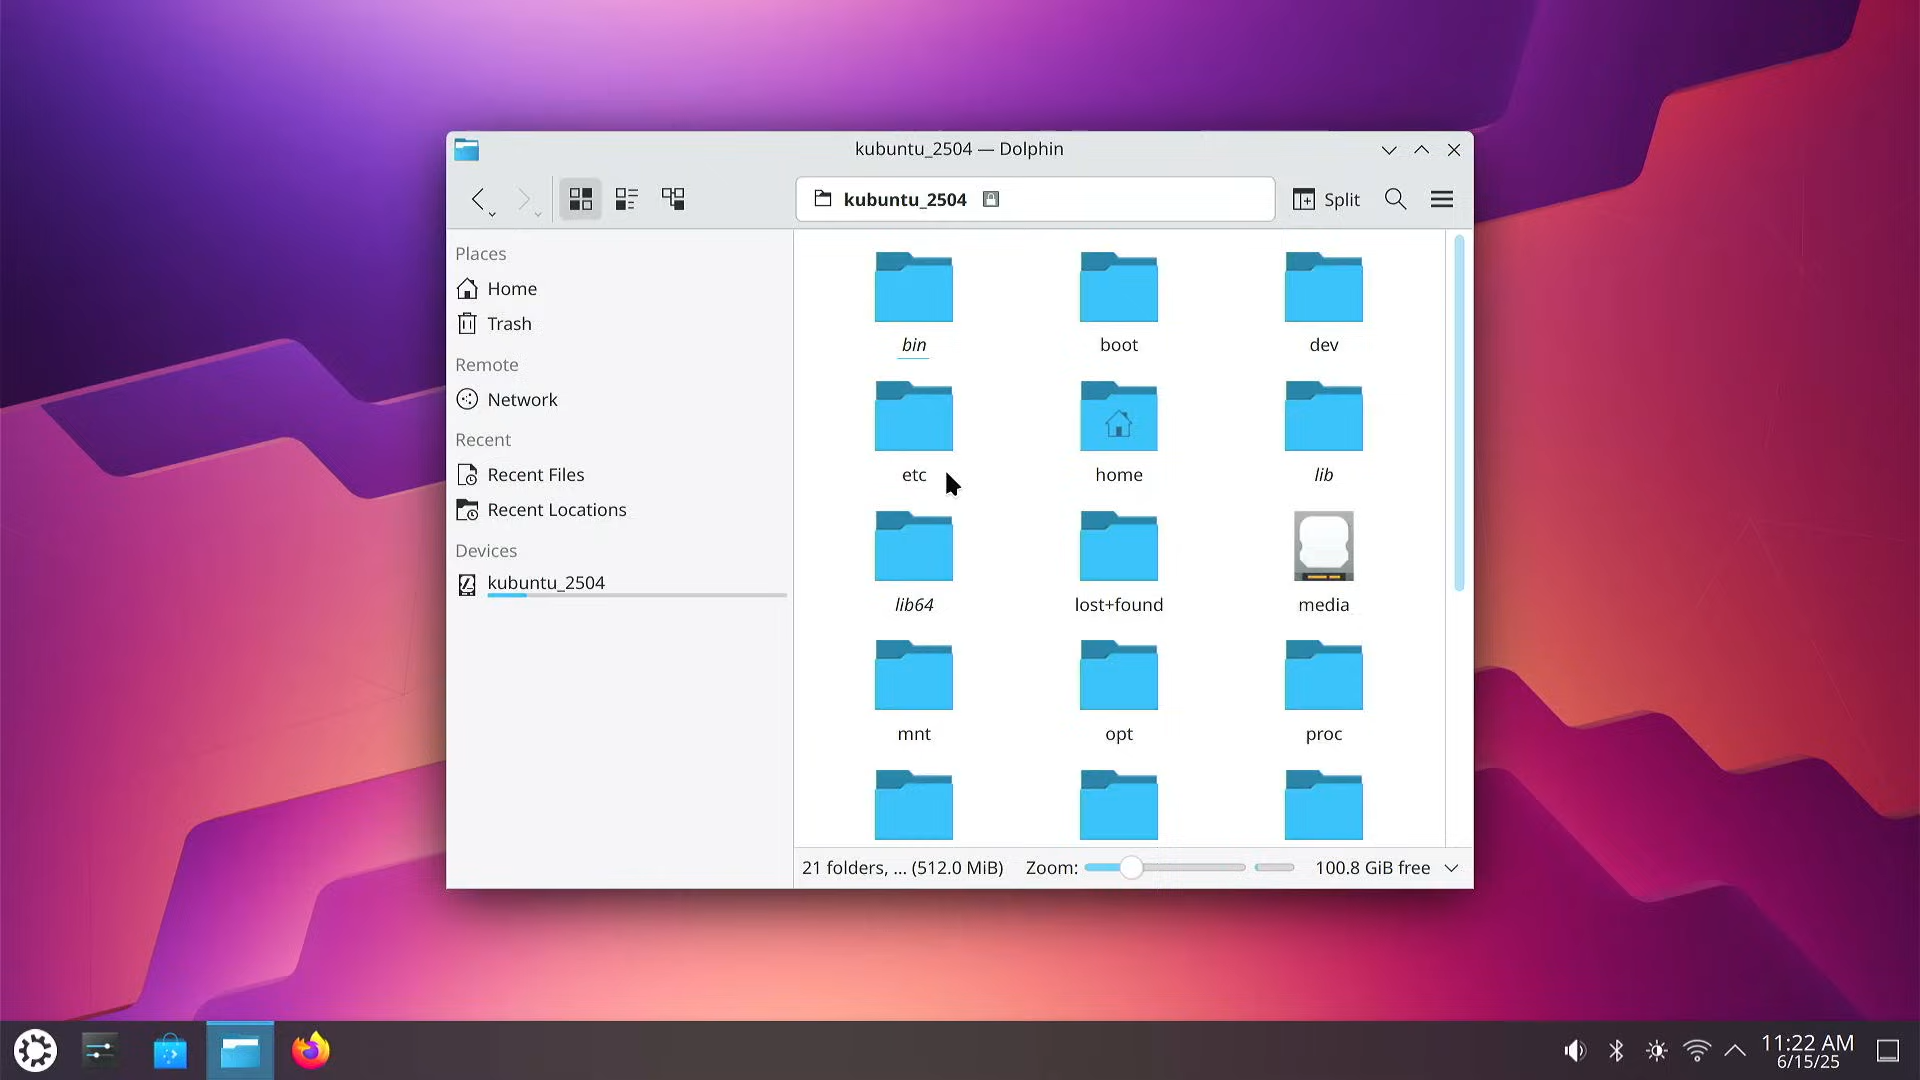 kubuntu_2504 — Dolphin
kubuntu_2504
Split
Places
Home
Trash
Remote
Network
Recent
Recent Files
Recent Locations
Devices
kubuntu_2504
bin
boot
dev
etc
home
lib
lib64
lost+found
media
mnt
opt
proc
21 folders, ... (512.0 MiB)
Zoom:
100.8 GiB free
11:22 AM
6/15/25